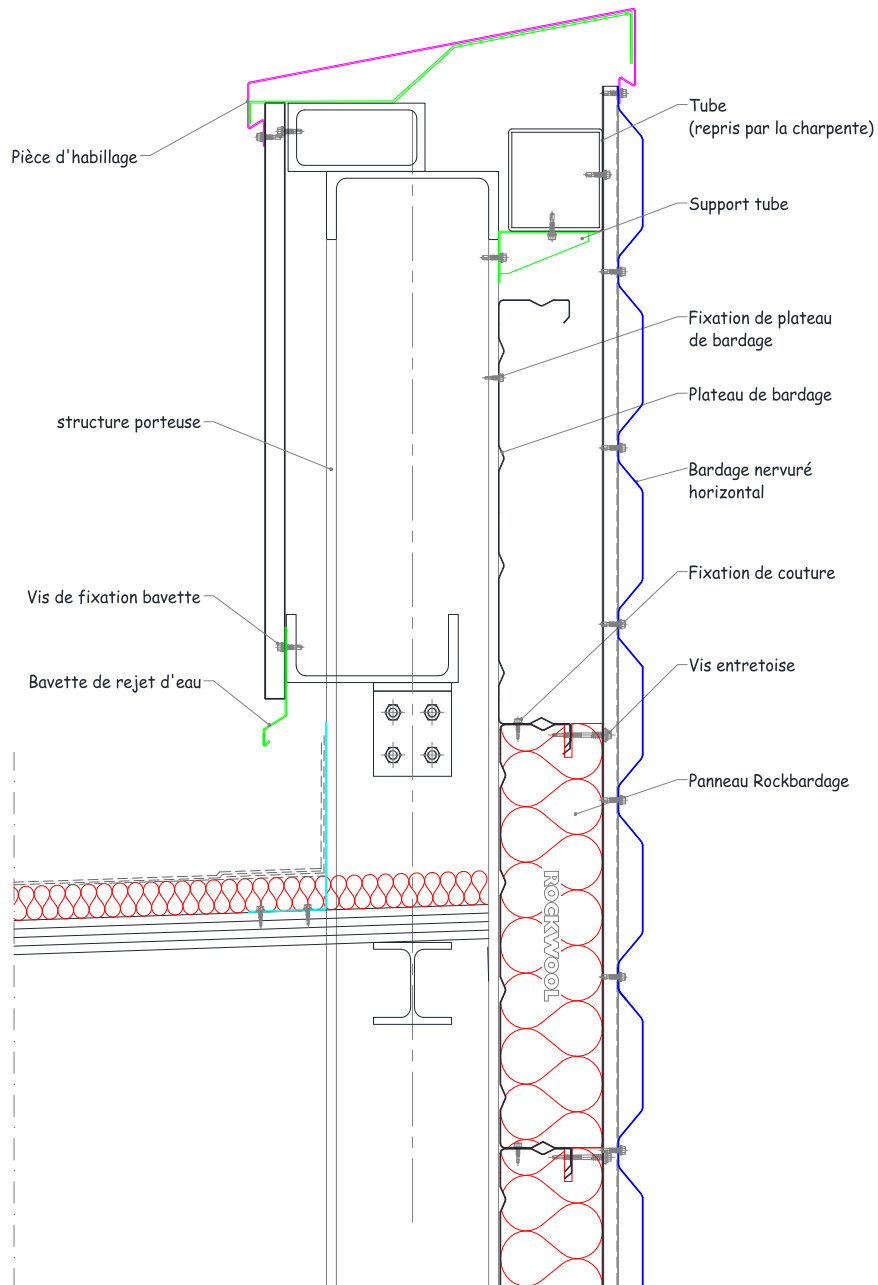 Tube
(repris par la charpente)
Pièce d'habillage
Support tube
Fixation de plateau
de bardage
Plateau de bardage
structure porteuse
Bardage nervuré
horizontal
Fixation de couture
Vis de fixation bavette
Vis entretoise
Bavette de rejet d'eau
Panneau Rockbardage
ROCKWOOL